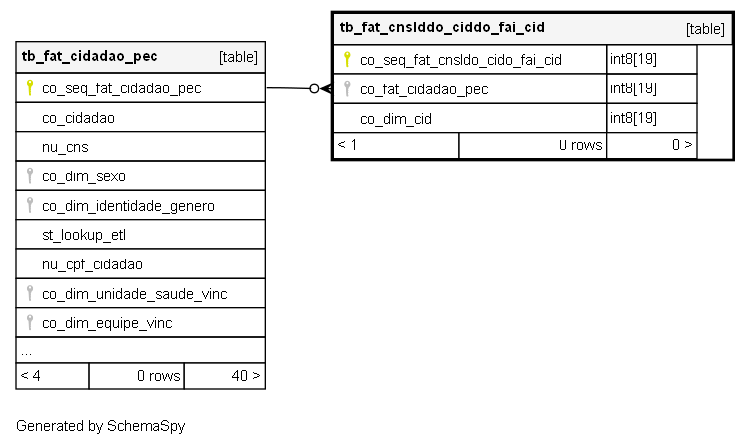 tb_fat_cnslddo_ciddo_fai_cid [table]
co_seq_fat_cnsldo_cido_fai_cid int8[19]
co_fat_cidadao_pec int8[19]
co_dim_cid int8[19]
< 1 0 rows 0 >
tb_fat_cidadao_pec [table]
co_seq_fat_cidadao_pec
co_cidadao
nu_cns
co_dim_sexo
co_dim_identidade_genero
st_lookup_etl
nu_cpf_cidadao
co_dim_unidade_saude_vinc
co_dim_equipe_vinc
...
< 4 0 rows 40 >
Generated by SchemaSpy